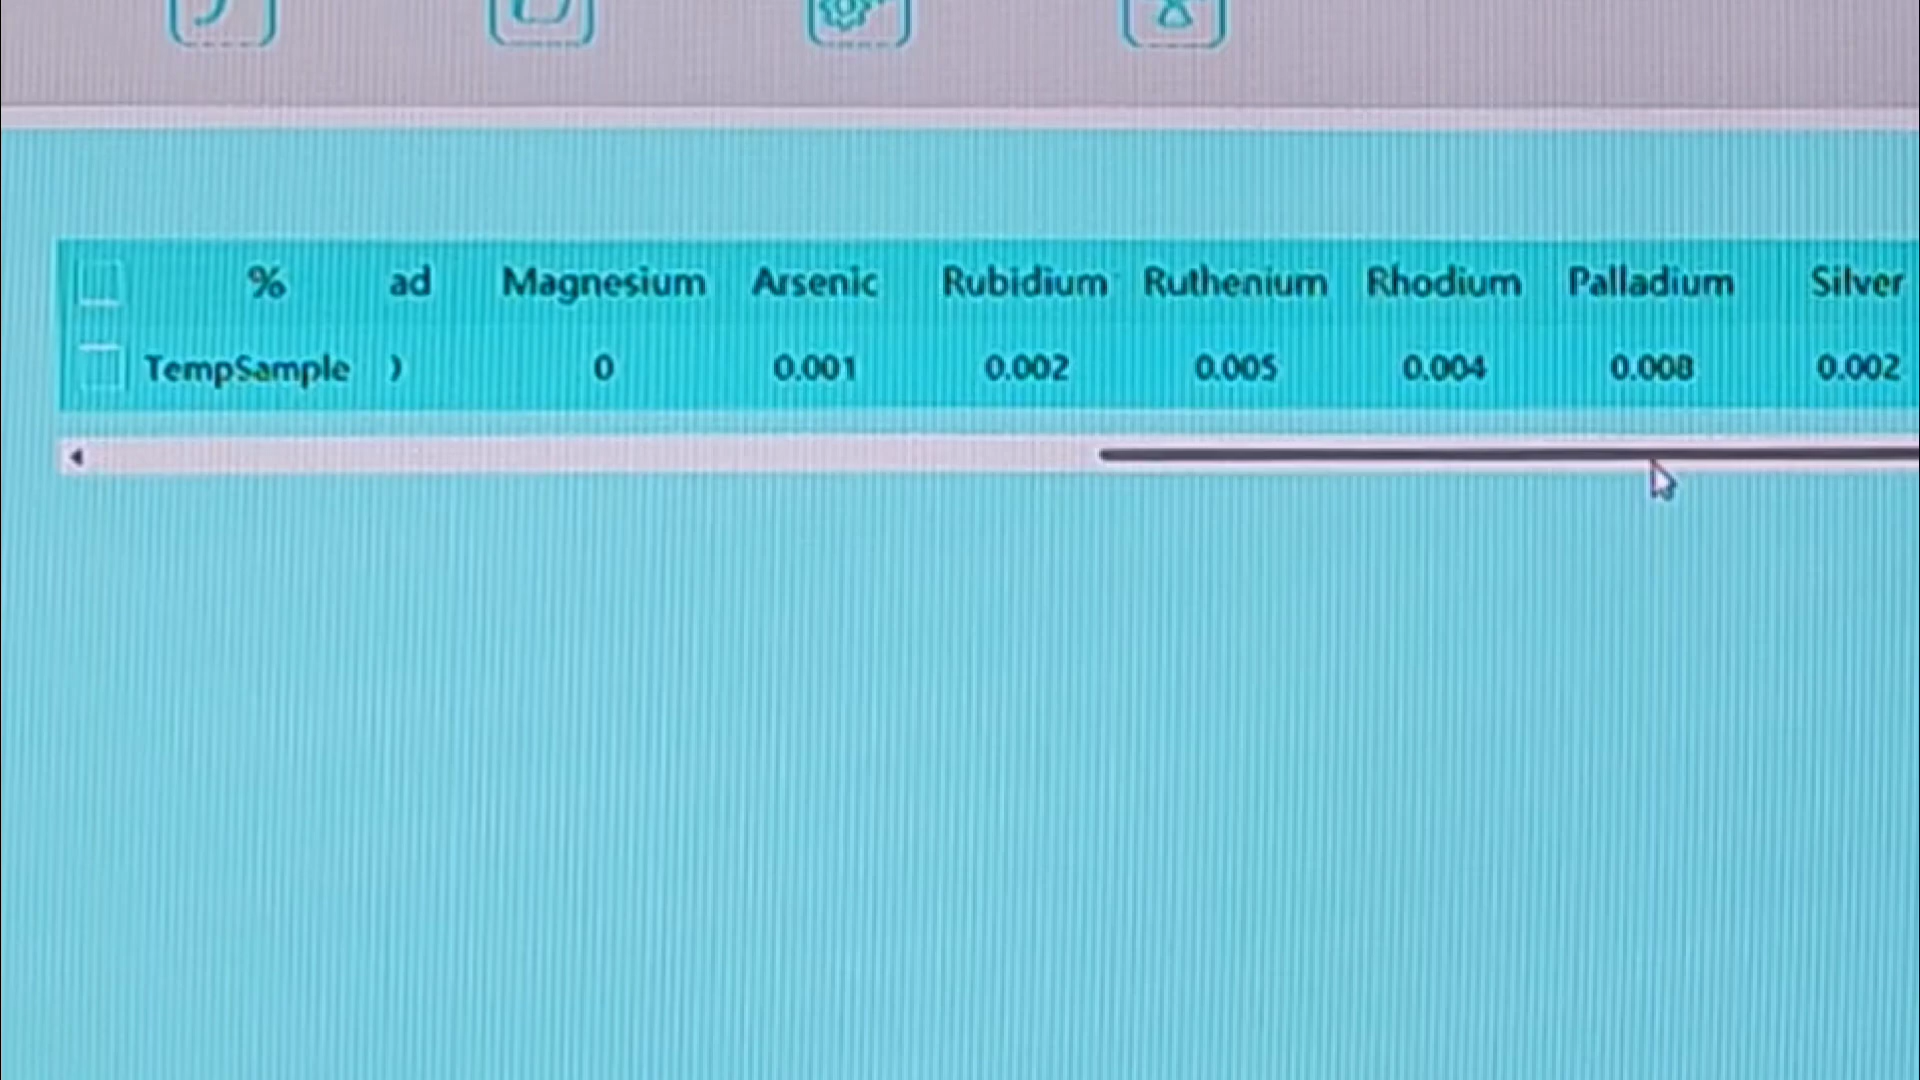 % ad Magnesium Arsenic Rubidium Ruthenium Rhodium Palladium Silver
TempSample ) 0 0.001 0.002 0.005 0.004 0.008 0.002